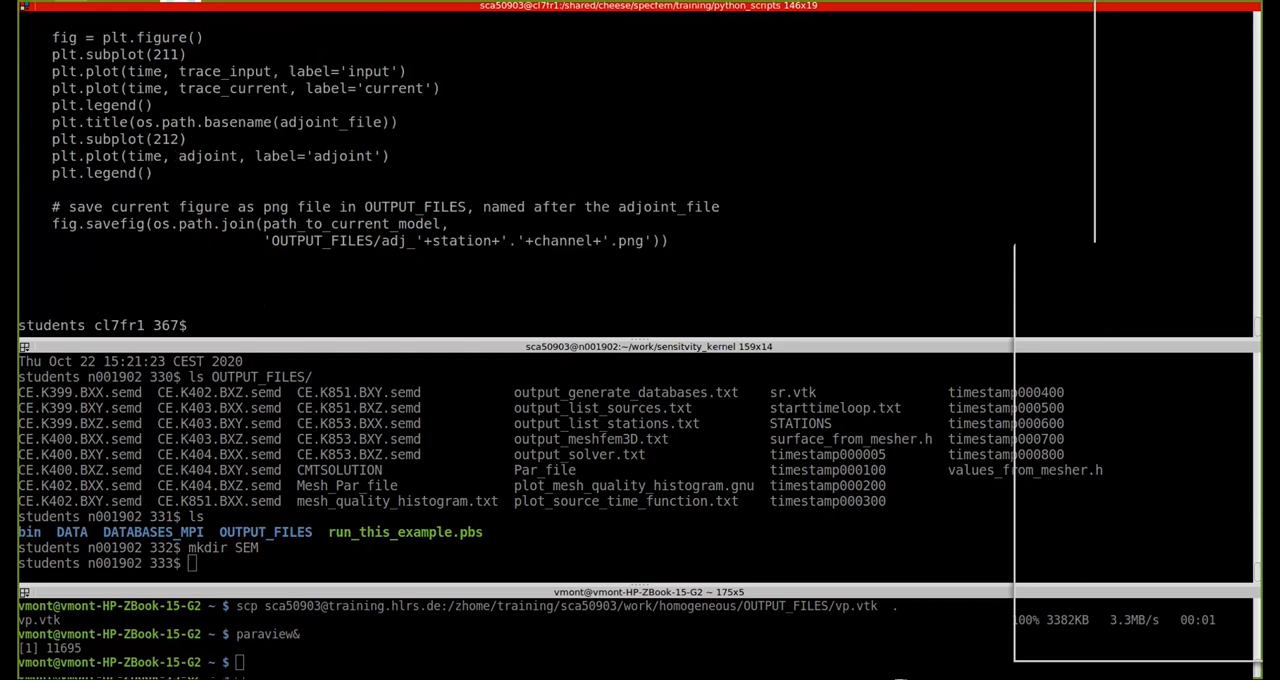 sca50903@cl7fr1:/shared/cheese/specfem/training/python_scripts 146x19
fig = plt.figure()
plt.subplot(211)
plt.plot(time, trace_input, label='input')
plt.plot(time, trace_current, label='current')
plt.legend()
plt.title(os.path.basename(adjoint_file))
plt.subplot(212)
plt.plot(time, adjoint, label='adjoint')
plt.legend()
# save current figure as png file in OUTPUT_FILES, named after the adjoint_file
fig.savefig(os.path.join(path_to_current_model,
'OUTPUT_FILES/adj_'+station+'.'+channel+'.png'))
students cl7fr1 367$
sca50903@n001902:~/work/sensitvity_kernel 159x14
Thu Oct 22 15:21:23 CEST 2020
students n001902 330$ ls OUTPUT_FILES/
CE.K399.BXX.semd CE.K402.BXZ.semd CE.K851.BXY.semd output_generate_databases.txt sr.vtk timestamp000400
CE.K399.BXY.semd CE.K403.BXX.semd CE.K851.BXZ.semd output_list_sources.txt starttimeloop.txt timestamp000500
CE.K399.BXZ.semd CE.K403.BXY.semd CE.K853.BXX.semd output_list_stations.txt STATIONS timestamp000600
CE.K400.BXX.semd CE.K403.BXZ.semd CE.K853.BXY.semd output_meshfem3D.txt surface_from_mesher.h timestamp000700
CE.K400.BXY.semd CE.K404.BXX.semd CE.K853.BXZ.semd output_solver.txt timestamp000005 timestamp000800
CE.K400.BXZ.semd CE.K404.BXY.semd CMTSOLUTION Par_file timestamp000100 values_from_mesher.h
CE.K402.BXX.semd CE.K404.BXZ.semd Mesh_Par_file plot_mesh_quality_histogram.gnu timestamp000200
CE.K402.BXY.semd CE.K851.BXX.semd mesh_quality_histogram.txt plot_source_time_function.txt timestamp000300
students n001902 331$ ls
bin DATA DATABASES_MPI OUTPUT_FILES run_this_example.pbs
students n001902 332$ mkdir SEM
students n001902 333$
vmont@vmont-HP-ZBook-15-G2: ~ 175x5
vmont@vmont-HP-ZBook-15-G2 ~ $ scp sca50903@training.hlrs.de:/zhome/training/sca50903/work/homogeneous/OUTPUT_FILES/vp.vtk .
vp.vtk 100% 3382KB 3.3MB/s 00:01
vmont@vmont-HP-ZBook-15-G2 ~ $ paraview&
[1] 11695
vmont@vmont-HP-ZBook-15-G2 ~ $